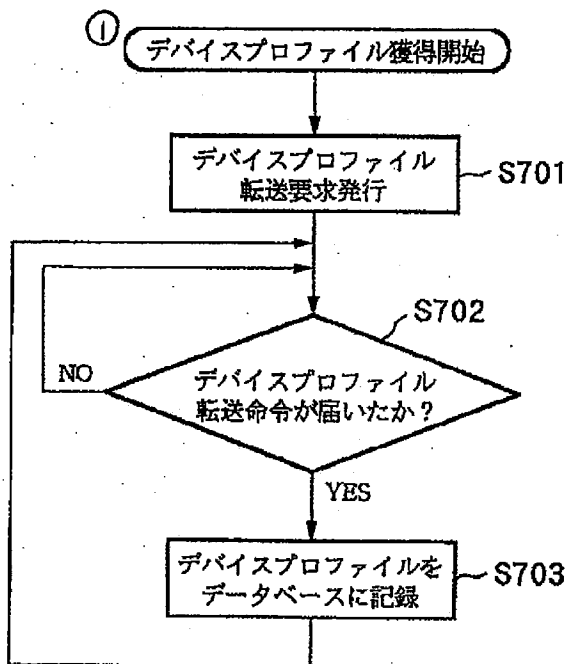 ①
デバイスプロファイル獲得開始
デバイスプロファイル
転送要求発行
S701
S702
NO
デバイスプロファイル
転送命令が届いたか?
YES
デバイスプロファイルを
データベースに記録
S703